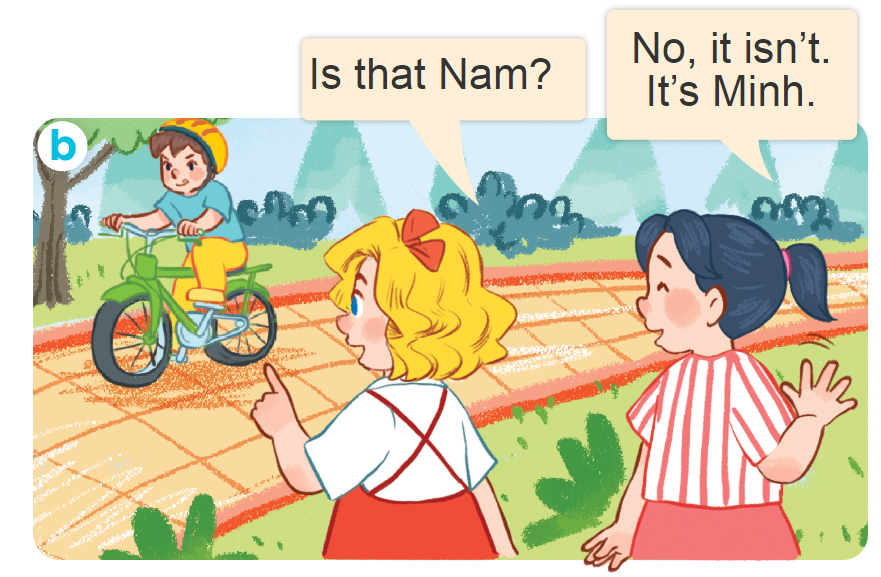 Is that Nam?
No, it isn’t.
It’s Minh.
b